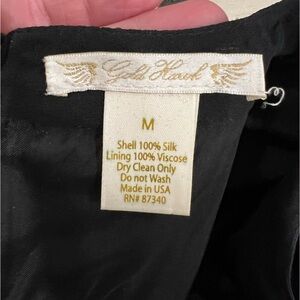 Gold Hawk
M
Shell 100% Silk
Lining 100% Viscose
Dry Clean Only
Do not Wash
Made in USA
RN# 87340